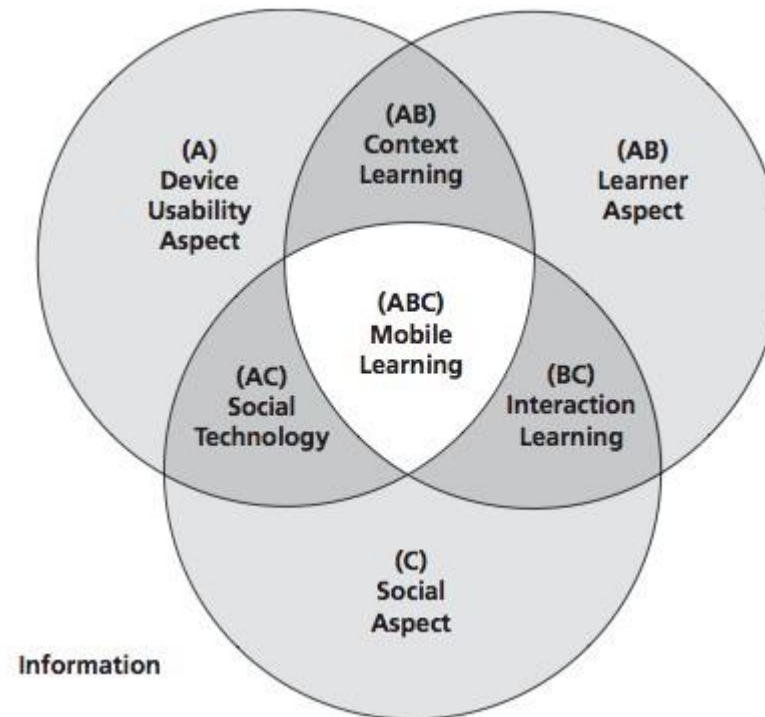 (A)
Device
Usability
Aspect
(AB)
Context
Learning
(AB)
Learner
Aspect
(ABC)
Mobile
Learning
(AC)
Social
Technology
(BC)
Interaction
Learning
(C)
Social
Aspect
Information